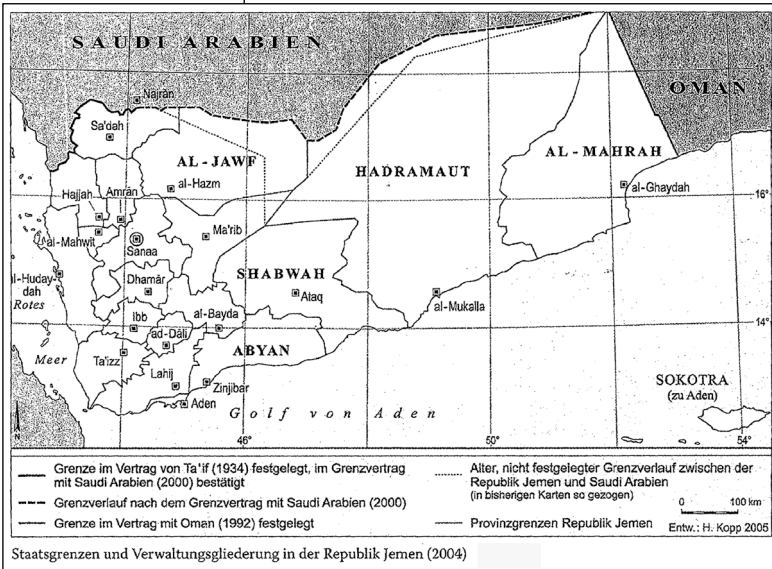 SAUDI ARABIEN
OMAN
Najrān
Sa'dah
AL-JAWF
al-Hazm
HADRAMAUT
AL-MAHRAH
al-Ghaydah
Hajjah
Amrān
al-Mahwit
Sanaa
Ma'rib
al-Huday-
dah
Rotes
Meer
Dhamār
SHABWAH
Ataq
al-Mukalla
Ibb
al-Bayda
ad-Dāli
Ta'izz
ABYAN
Lahij
Zinjibar
Aden
Golf von Aden
SOKOTRA
(zu Aden)
18°
16°
14°
46°
50°
54°
N
Grenze im Vertrag von Ta'if (1934) festgelegt, im Grenzvertrag
mit Saudi Arabien (2000) bestätigt
Grenzverlauf nach dem Grenzvertrag mit Saudi Arabien (2000)
Grenze im Vertrag mit Oman (1992) festgelegt
Alter, nicht festgelegter Grenzverlauf zwischen der
Republik Jemen und Saudi Arabien
(in bisherigen Karten so gezogen)
Provinzgrenzen Republik Jemen
0 100 km
Entw.: H. Kopp 2005
Staatsgrenzen und Verwaltungsgliederung in der Republik Jemen (2004)